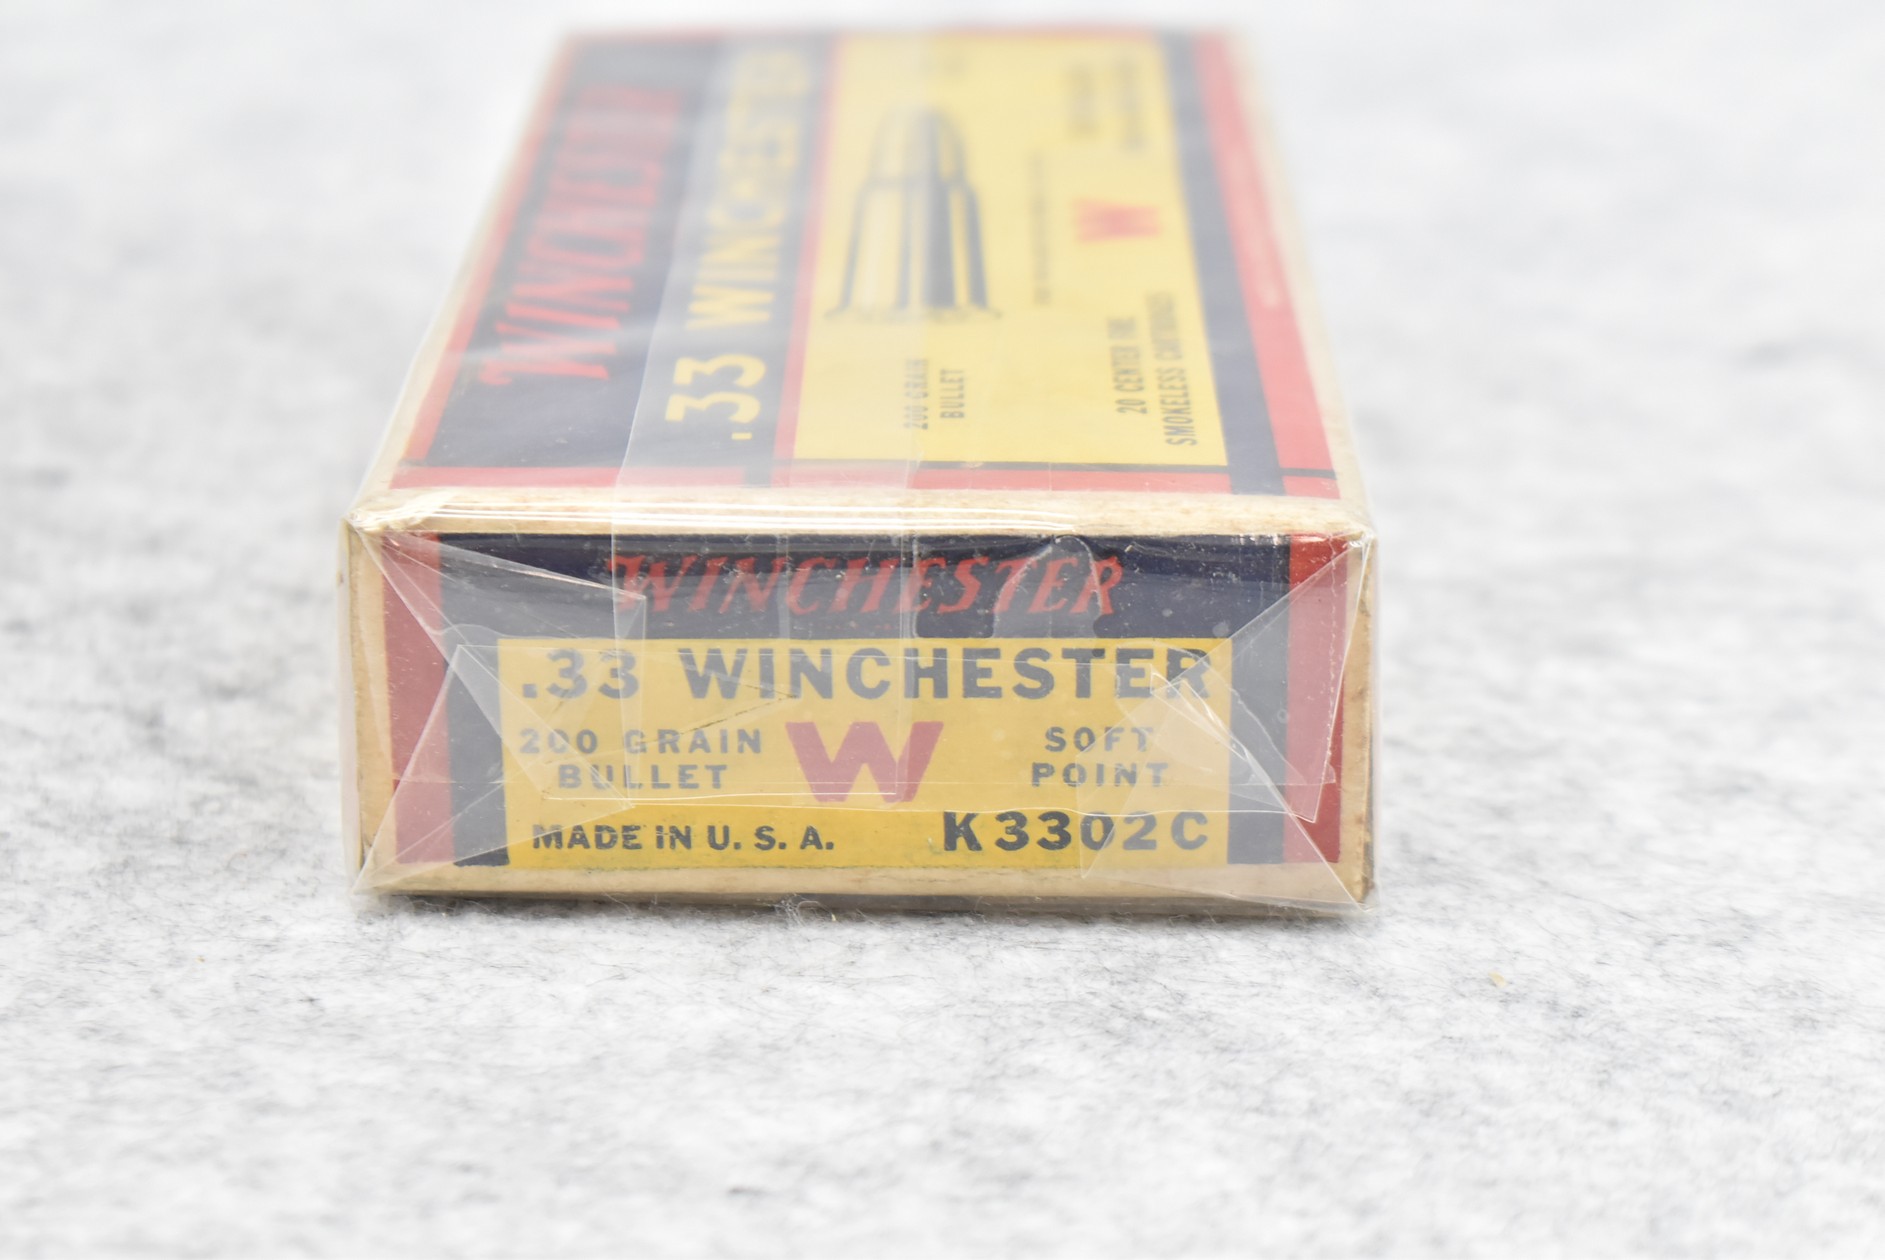 WINCHESTER
.33 WINCHESTER
200 GRAIN
BULLET
W
20 CENTER FIRE
SMOKELESS CARTRIDGES
WINCHESTER
.33 WINCHESTER
200 GRAIN
BULLET
W
SOFT
POINT
MADE IN U. S. A.
K3302C